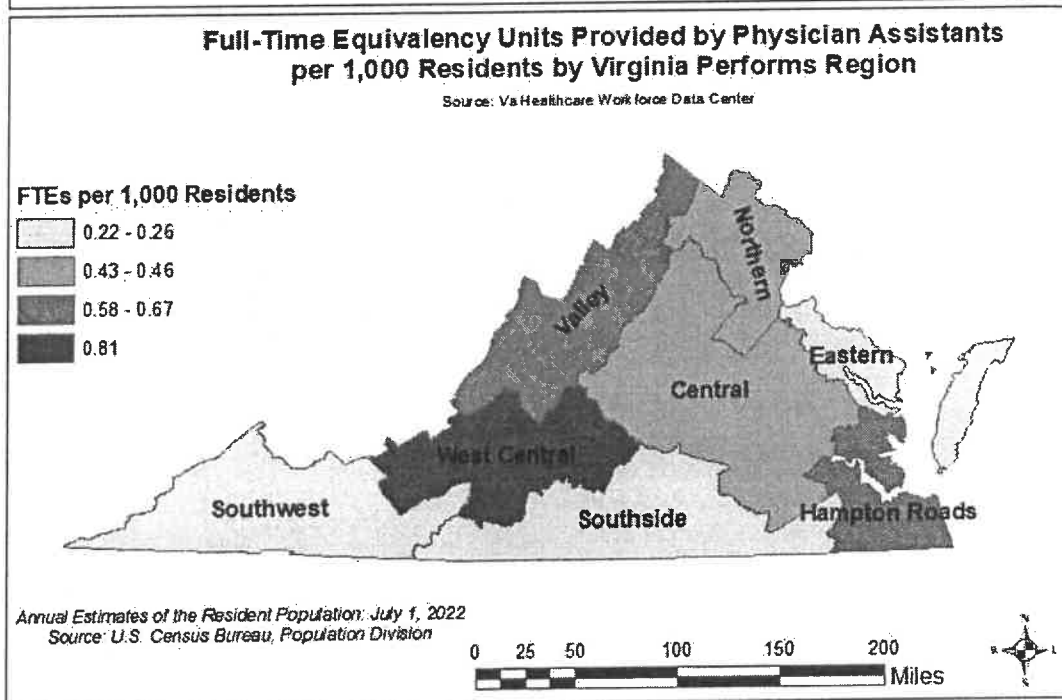 Full-Time Equivalency Units Provided by Physician Assistants
per 1,000 Residents by Virginia Performs Region
Source: Va Healthcare Work force Data Center
FTEs per 1,000 Residents
0.22 - 0.26
0.43 - 0.46
0.58 - 0.67
0.81
Northern
Valley
Eastern
Central
West Central
Southwest
Southside
Hampton Roads
Annual Estimates of the Resident Population: July 1, 2022
Source: U.S. Census Bureau, Population Division
0 25 50 100 150 200
Miles
N
S